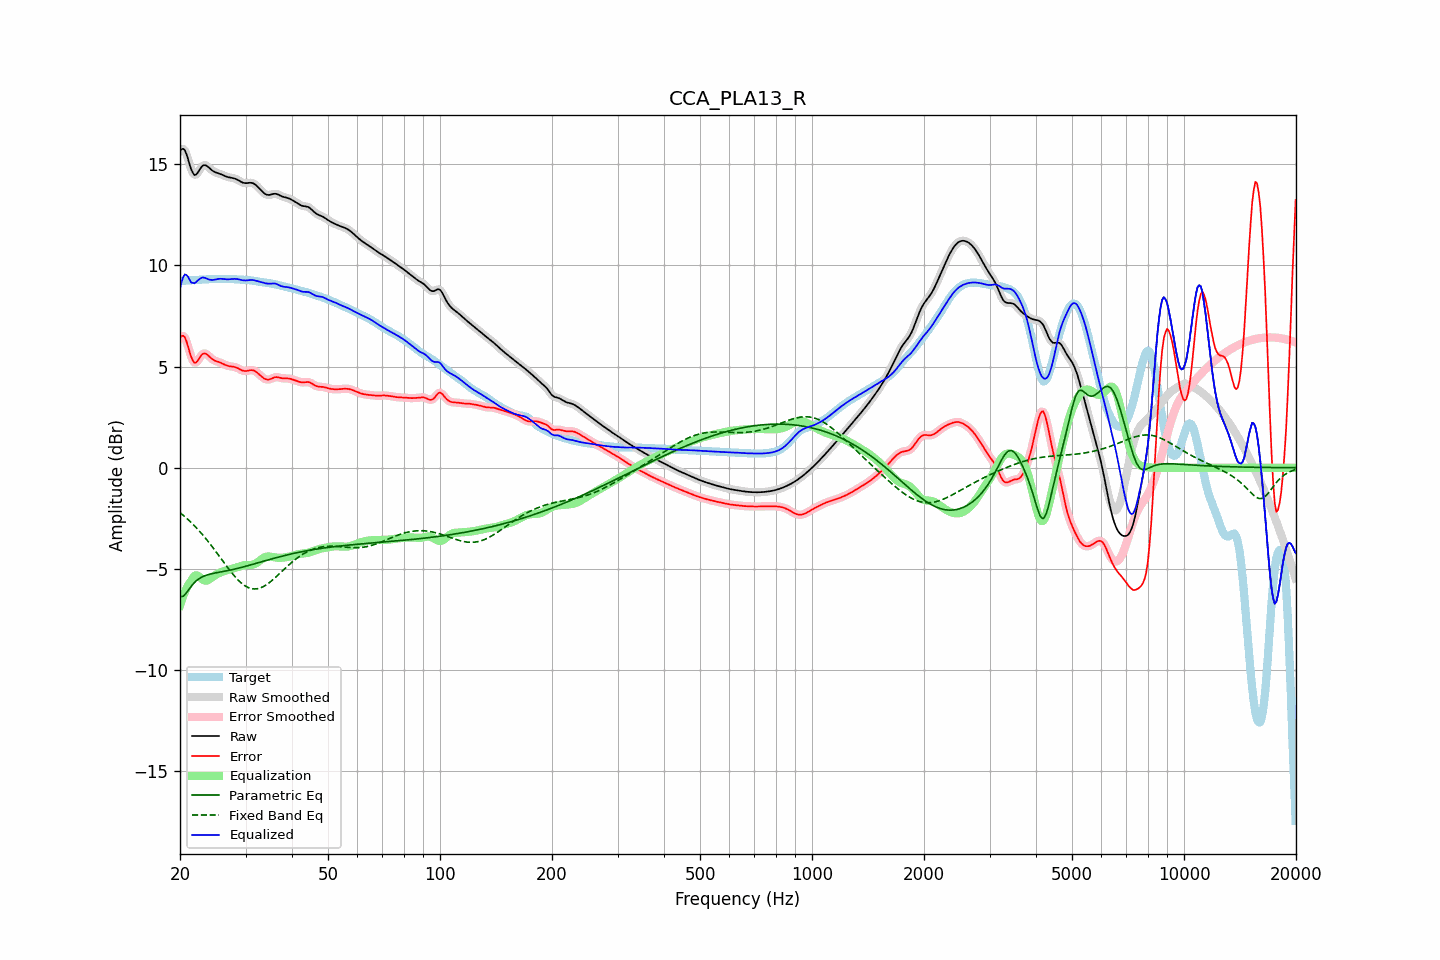 CCA_PLA13_R
Amplitude (dBr)
15
10
5
0
−5
−10
−15
Target
Raw Smoothed
Error Smoothed
Raw
Error
Equalization
Parametric Eq
Fixed Band Eq
Equalized
20
50
100
200
500
1000
2000
5000
10000
20000
Frequency (Hz)